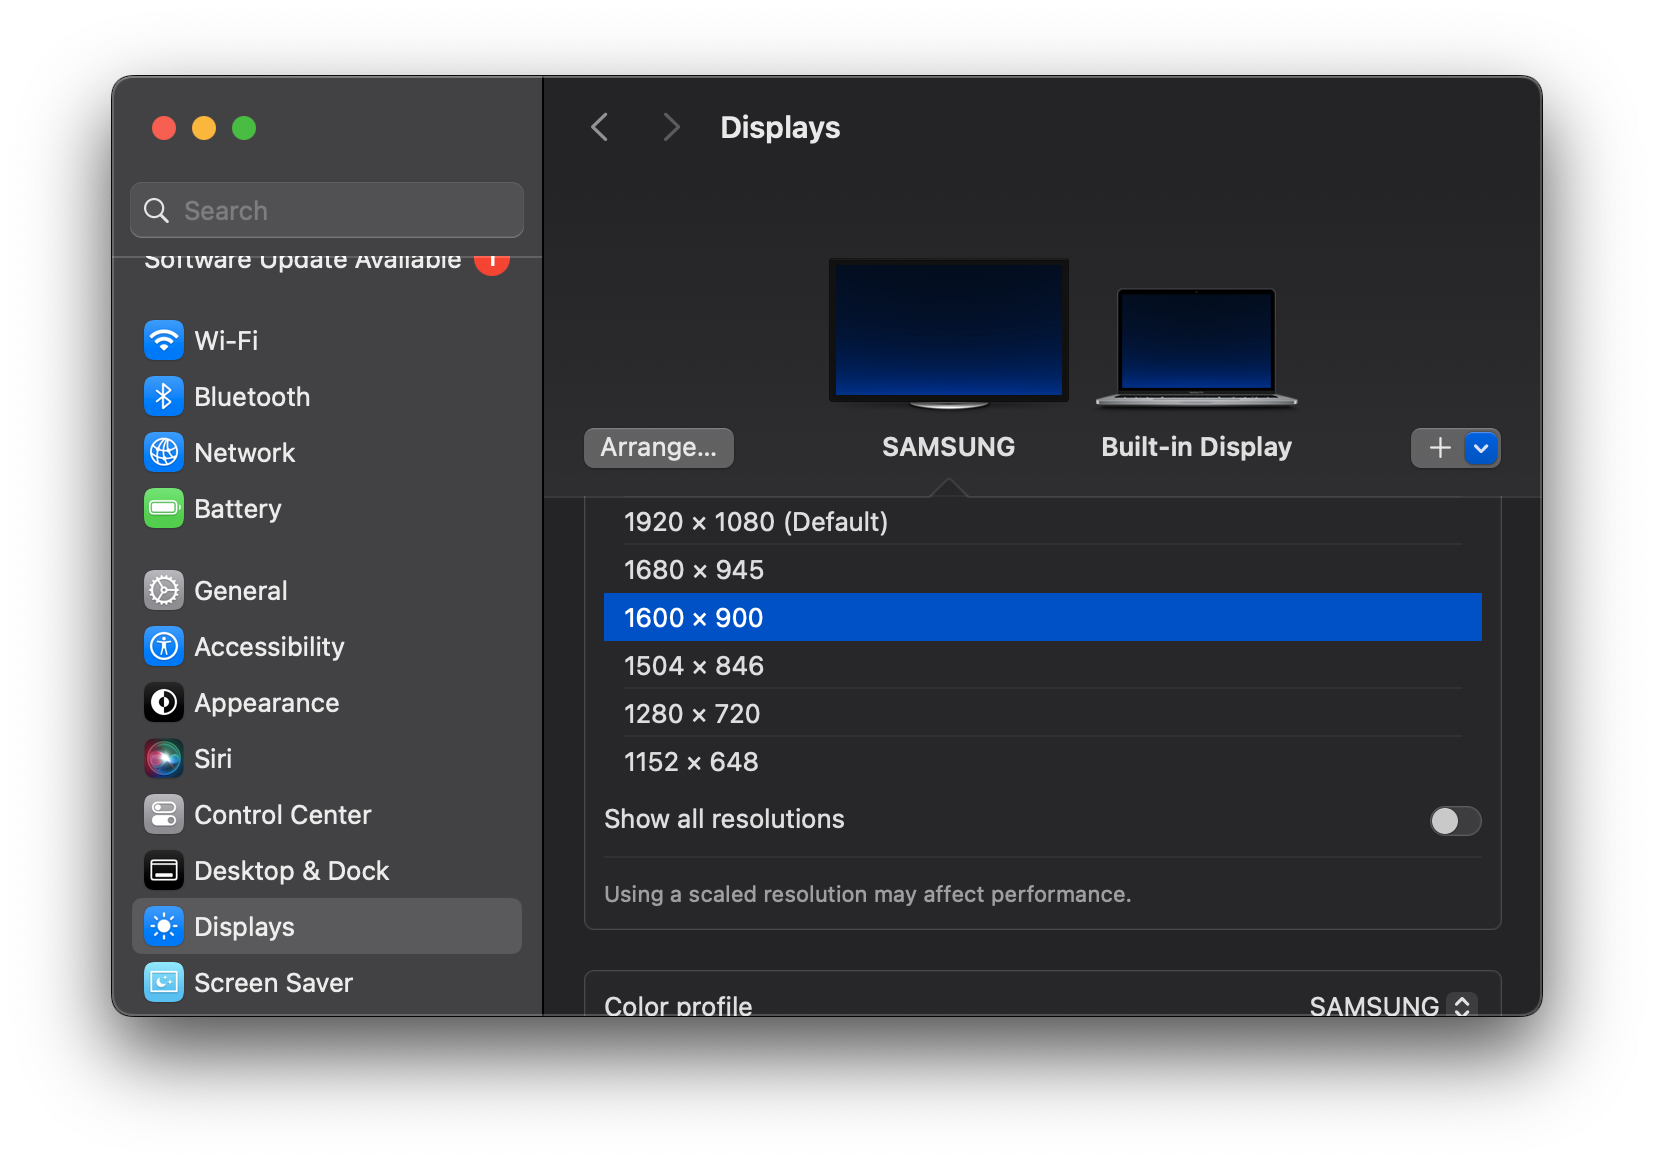 Displays
Search
Software Update Available 1
Wi-Fi
Bluetooth
Network
Battery
General
Accessibility
Appearance
Siri
Control Center
Desktop & Dock
Displays
Screen Saver
Arrange...
SAMSUNG
Built-in Display
1920 × 1080 (Default)
1680 × 945
1600 × 900
1504 × 846
1280 × 720
1152 × 648
Show all resolutions
Using a scaled resolution may affect performance.
Color profile
SAMSUNG